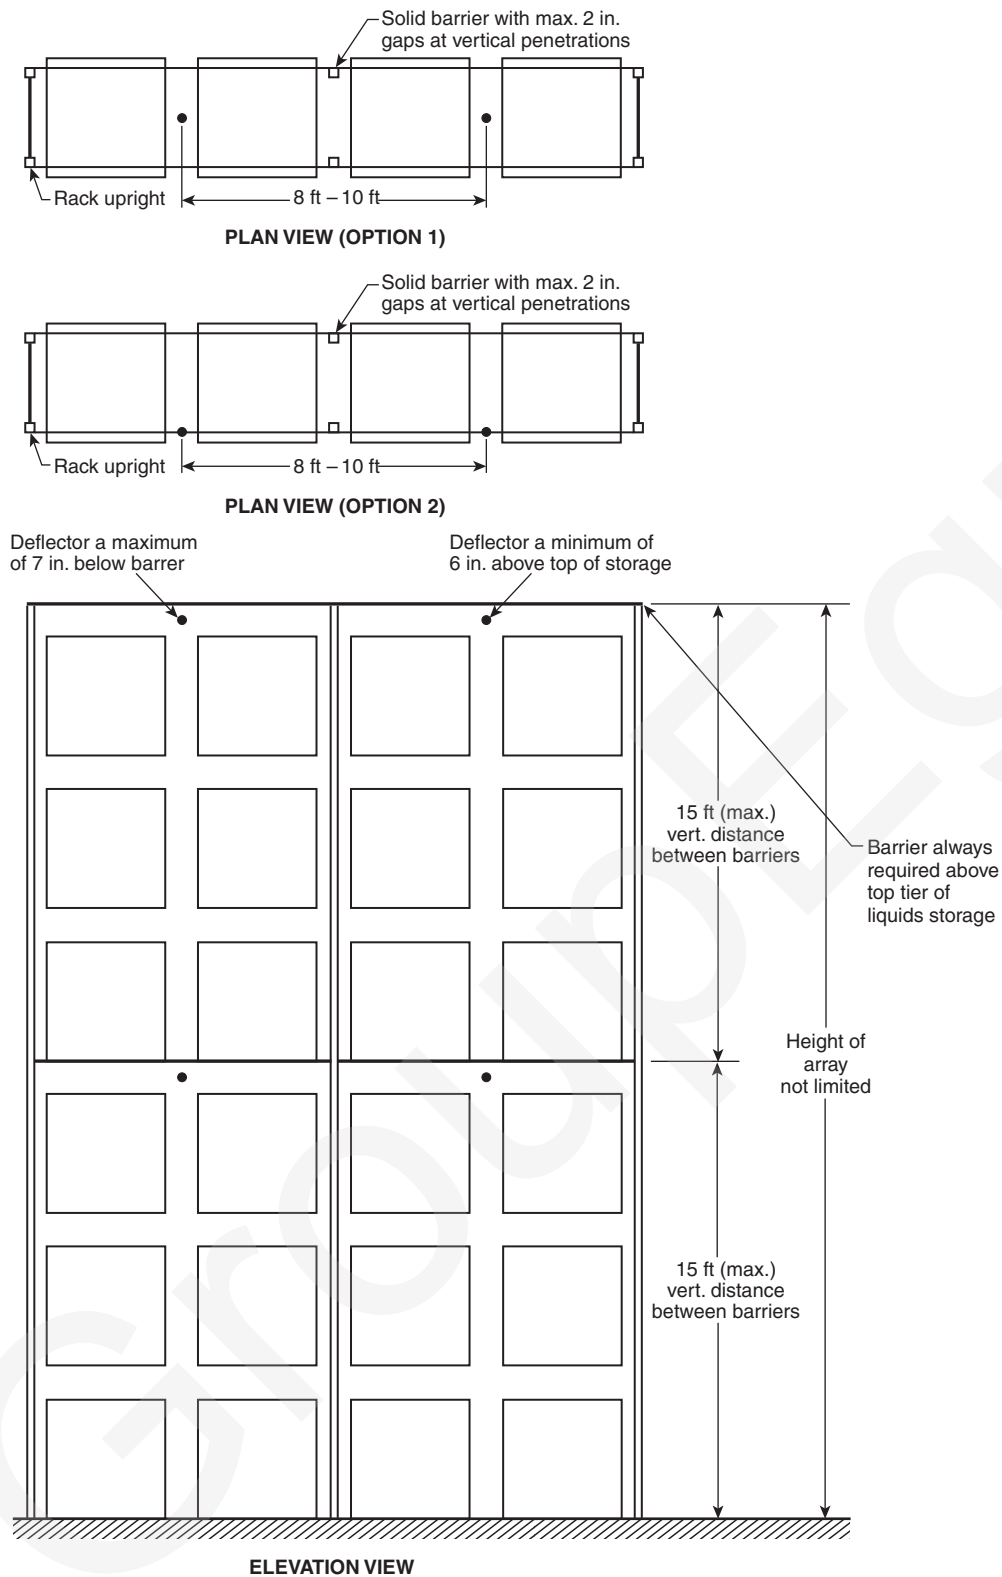 Solid barrier with max. 2 in.
gaps at vertical penetrations
Rack upright
8 ft – 10 ft
PLAN VIEW (OPTION 1)
Solid barrier with max. 2 in.
gaps at vertical penetrations
Rack upright
8 ft – 10 ft
PLAN VIEW (OPTION 2)
Deflector a maximum
of 7 in. below barrer
Deflector a minimum of
6 in. above top of storage
15 ft (max.)
vert. distance
between barriers
Barrier always
required above
top tier of
liquids storage
Height of
array
not limited
15 ft (max.)
vert. distance
between barriers
ELEVATION VIEW
GroupEg